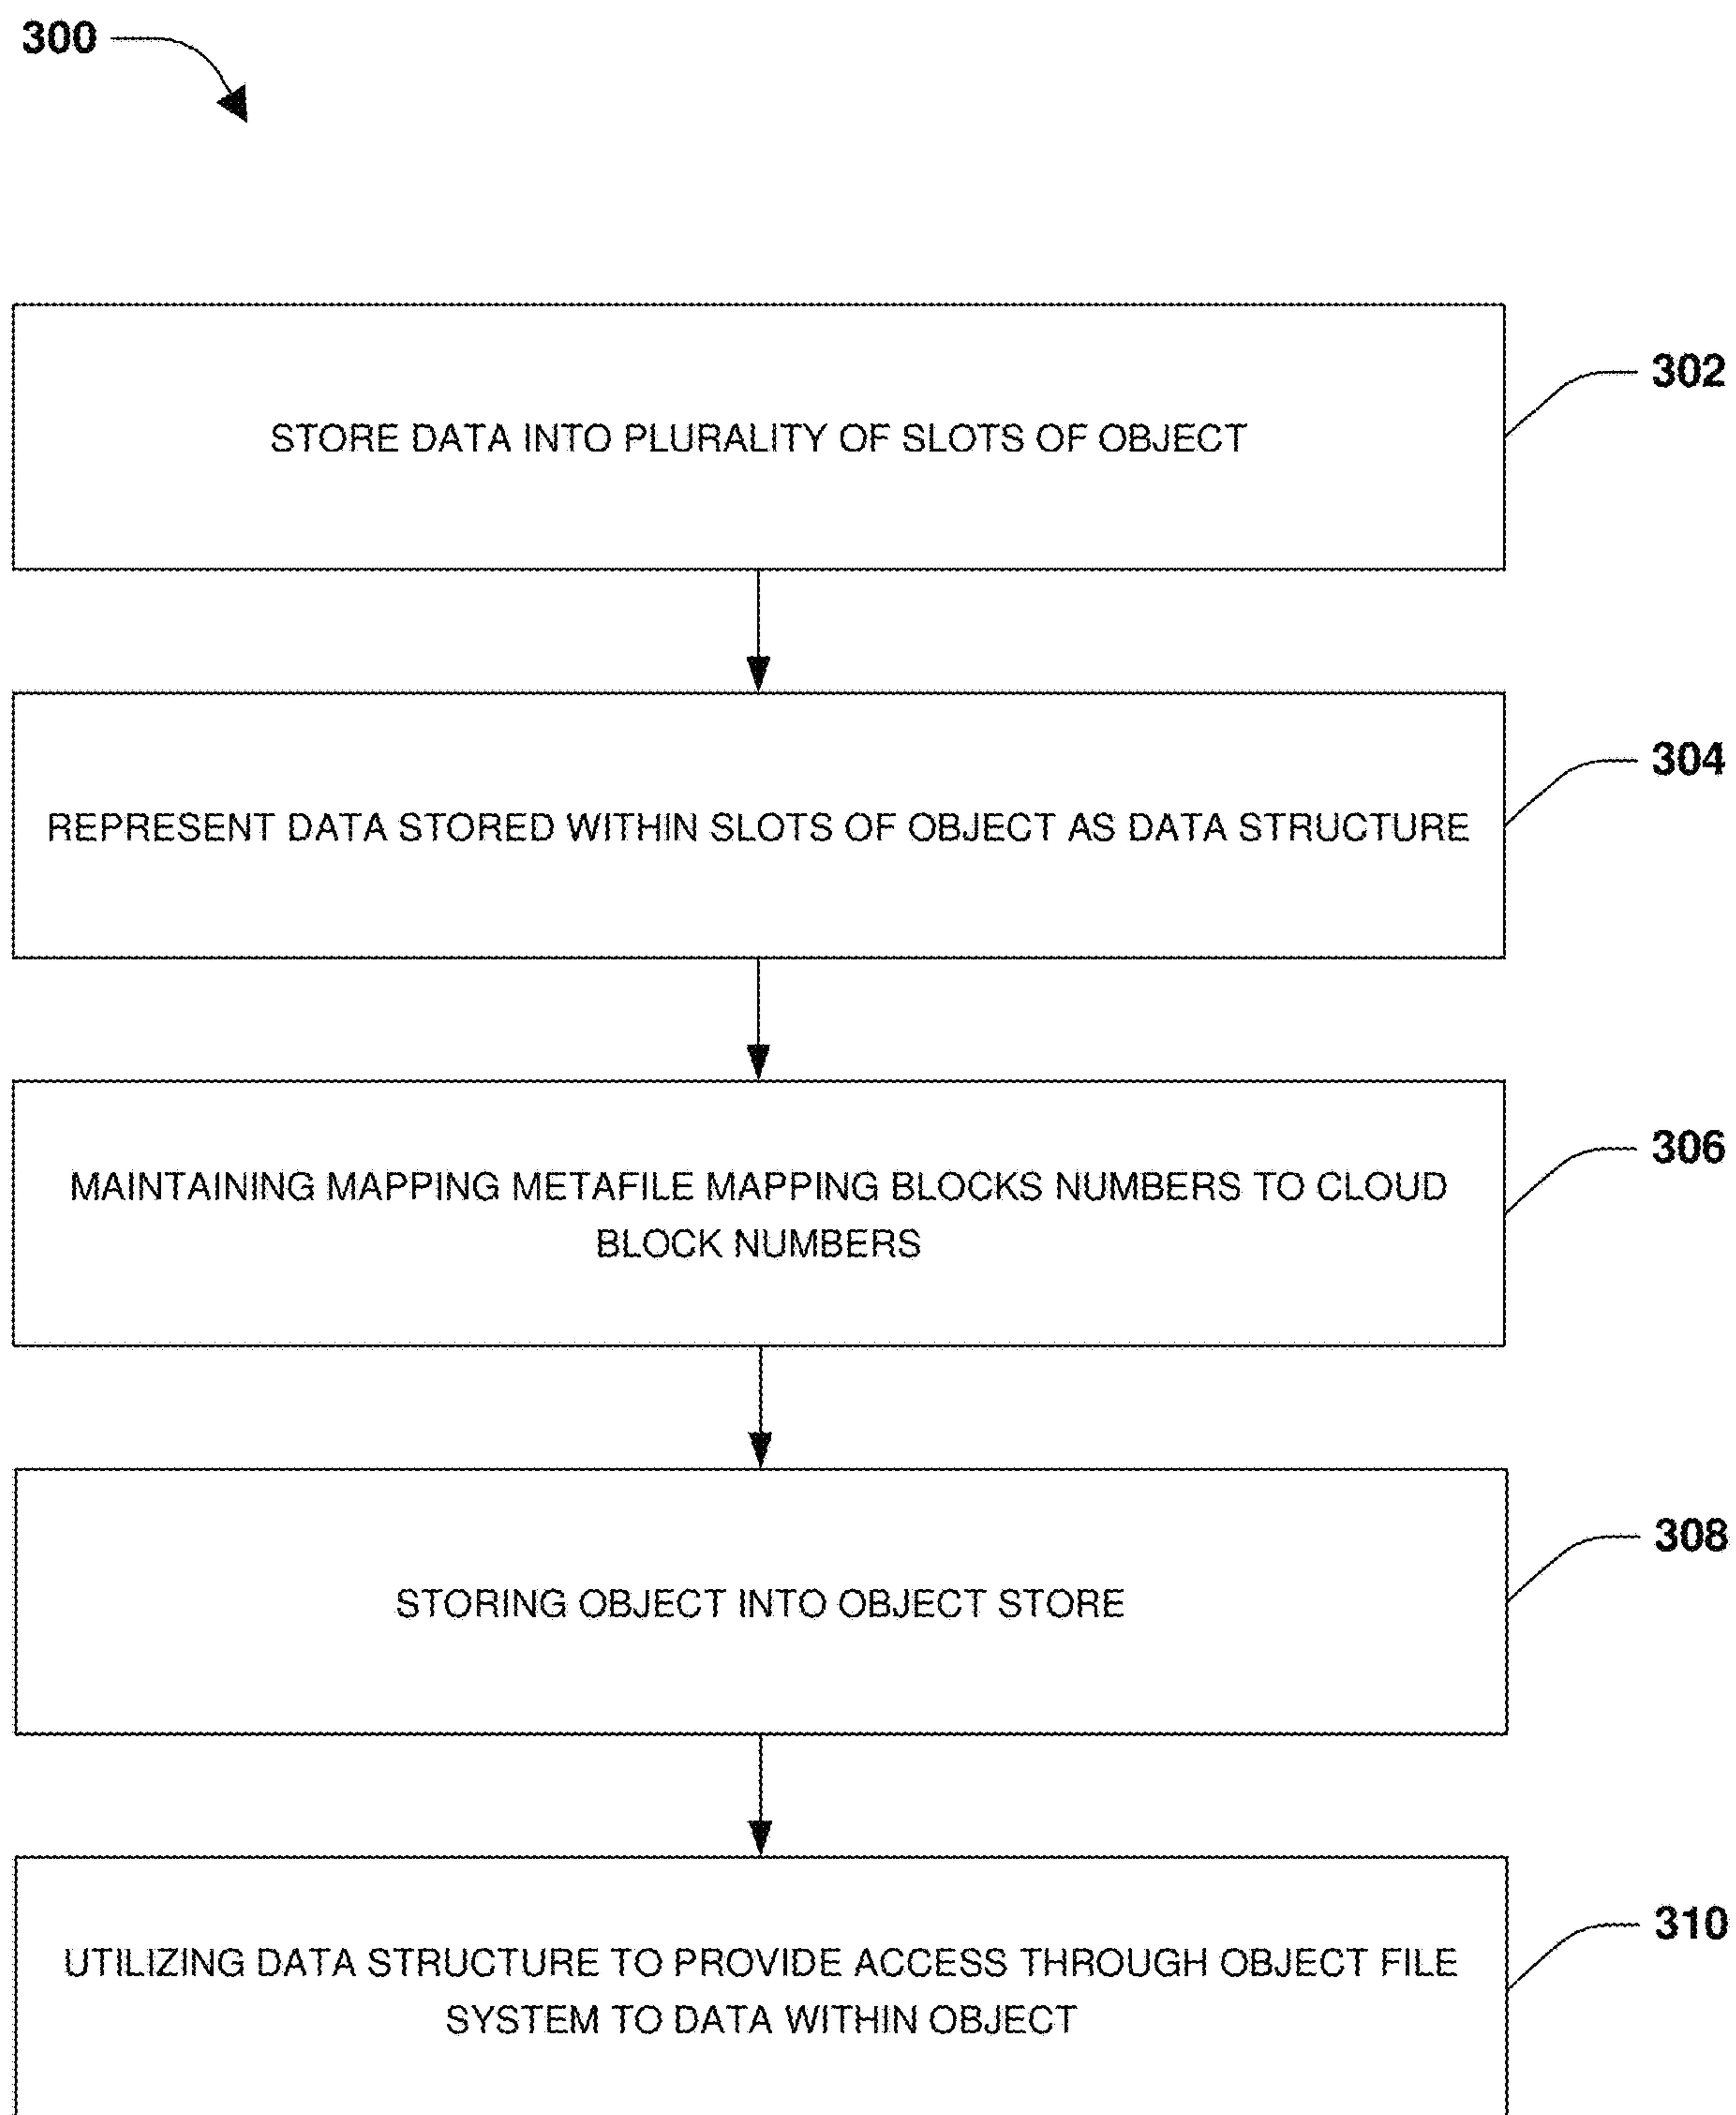 300
STORE DATA INTO PLURALITY OF SLOTS OF OBJECT
302
REPRESENT DATA STORED WITHIN SLOTS OF OBJECT AS DATA STRUCTURE
304
MAINTAINING MAPPING METAFILE MAPPING BLOCKS NUMBERS TO CLOUD
BLOCK NUMBERS
306
STORING OBJECT INTO OBJECT STORE
308
UTILIZING DATA STRUCTURE TO PROVIDE ACCESS THROUGH OBJECT FILE
SYSTEM TO DATA WITHIN OBJECT
310